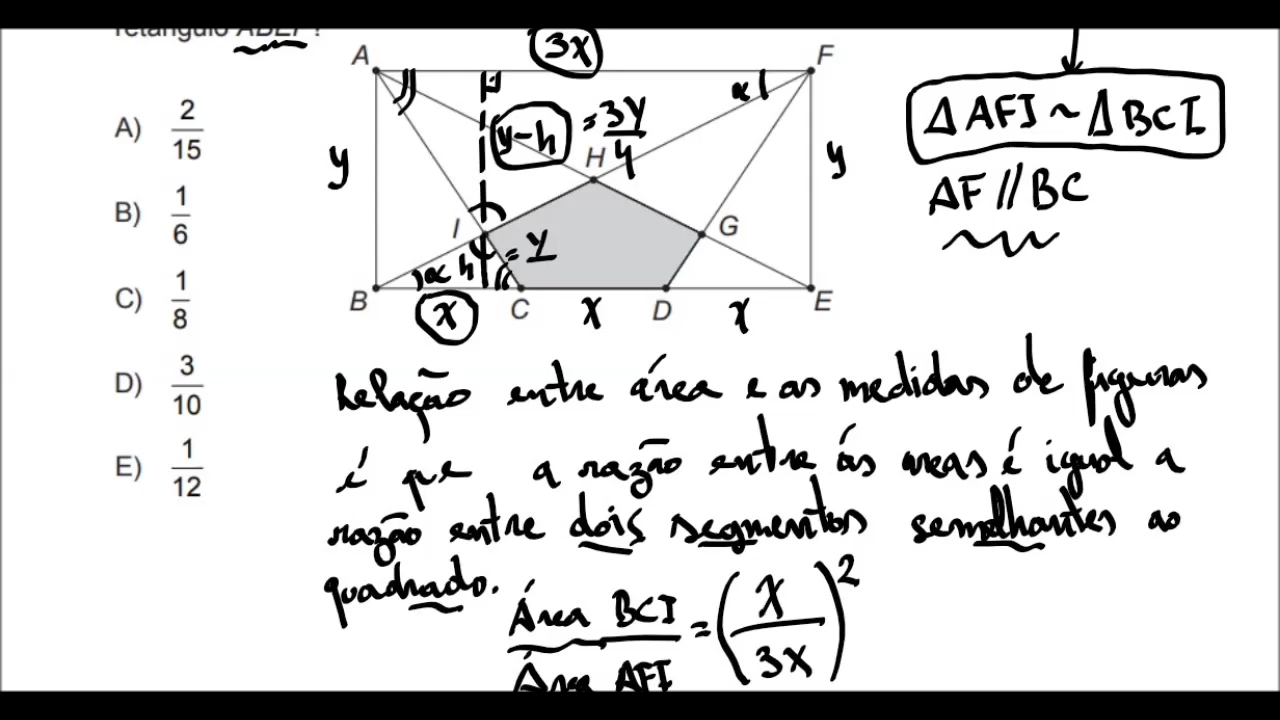 retângulo ABEF?
A) 2/15
B) 1/6
C) 1/8
D) 3/10
E) 1/12
A
3x
F
α
y
y-h = 3y/4
H
y
I
G
α h = y
B
x
C
x
D
x
E
ΔAFI ~ ΔBCI
AF // BC
Relação entre área e as medidas de figuras
é que a razão entre ás áreas é igual a
razão entre dois segmentos semelhantes ao
quadrado.
Área BCI / Área AFI = (x/3x)²